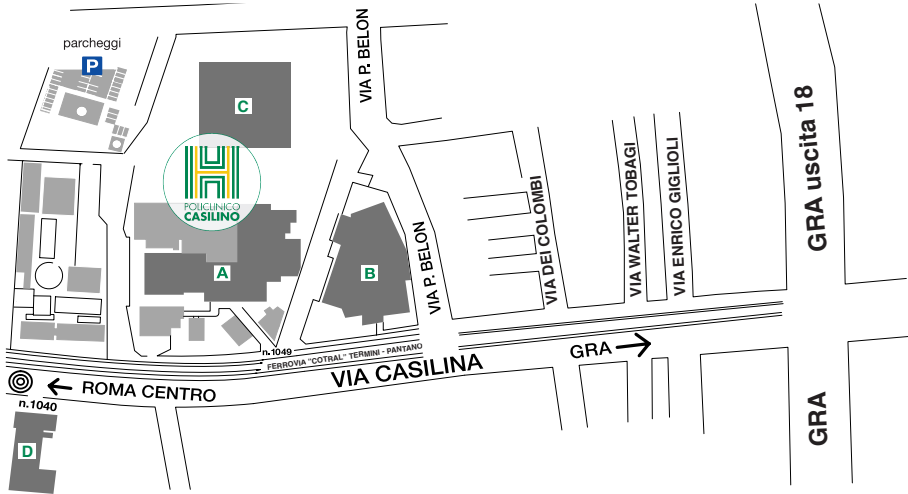 parcheggi
P
VIA P. BELON
C
POLICLINICO
CASILINO
A
B
VIA P. BELON
VIA DEI COLOMBI
VIA WALTER TOBAGI
VIA ENRICO GIGLIOLI
GRA uscita 18
n.1049
FERROVIA "COTRAL" TERMINI - PANTANO
GRA
VIA CASILINA
ROMA CENTRO
n.1040
D
GRA